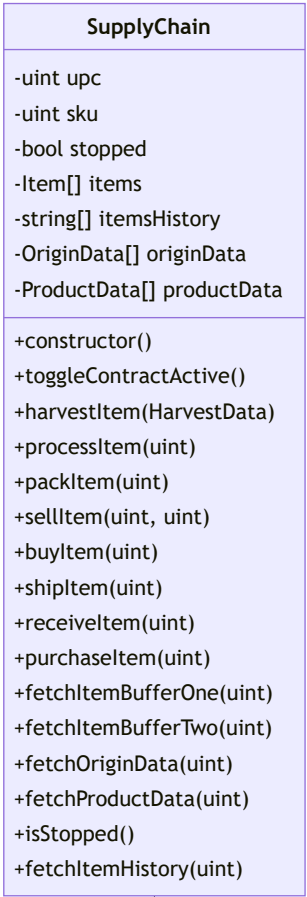 SupplyChain
-uint upc
-uint sku
-bool stopped
-Item[] items
-string[] itemsHistory
-OriginData[] originData
-ProductData[] productData
+constructor()
+toggleContractActive()
+harvestItem(HarvestData)
+processItem(uint)
+packItem(uint)
+sellItem(uint, uint)
+buyItem(uint)
+shipItem(uint)
+receiveItem(uint)
+purchaseItem(uint)
+fetchItemBufferOne(uint)
+fetchItemBufferTwo(uint)
+fetchOriginData(uint)
+fetchProductData(uint)
+isStopped()
+fetchItemHistory(uint)